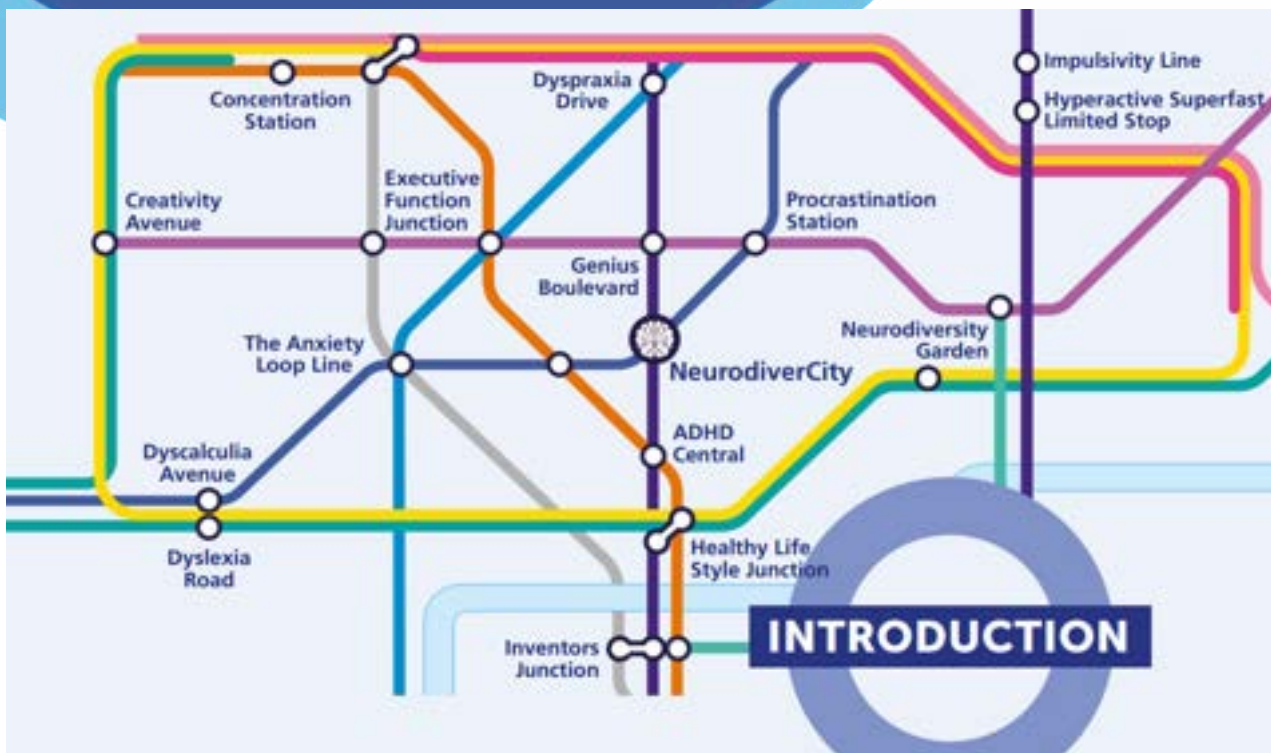 Impulsivity Line
Hyperactive Superfast
Limited Stop
Concentration
Station
Dyspraxia
Drive
Creativity
Avenue
Executive
Function
Junction
Procrastination
Station
Genius
Boulevard
The Anxiety
Loop Line
NeurodiverCity
Neurodiversity
Garden
ADHD
Central
Dyscalculia
Avenue
Dyslexia
Road
Healthy Life
Style Junction
Inventors
Junction
INTRODUCTION